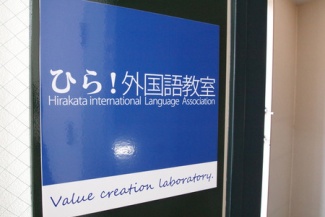 ひら!外国語教室
Hirakata international Language Association
Value creation laboratory.